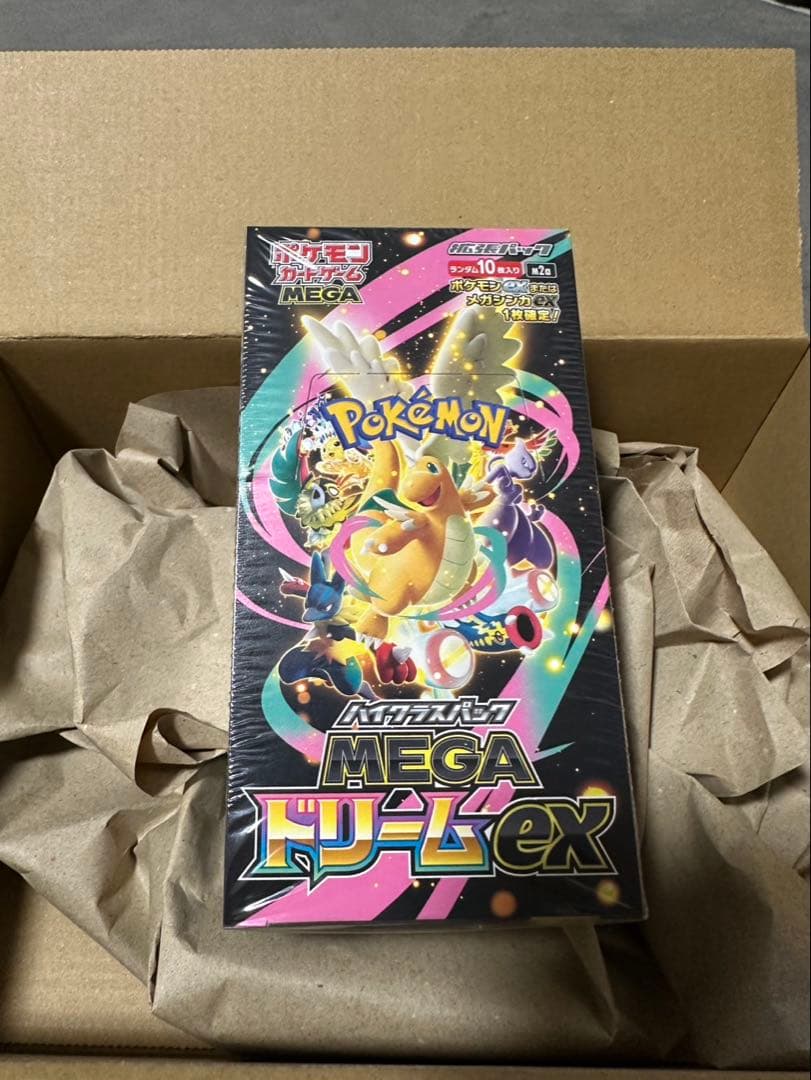 ポケモン
カードゲーム
MEGA
拡張パック
ランダム10枚入り
ポケモンexまたは
メガシンカex
1枚確定!
POKéMON
ハイクラスパック
MEGA
ドリームex